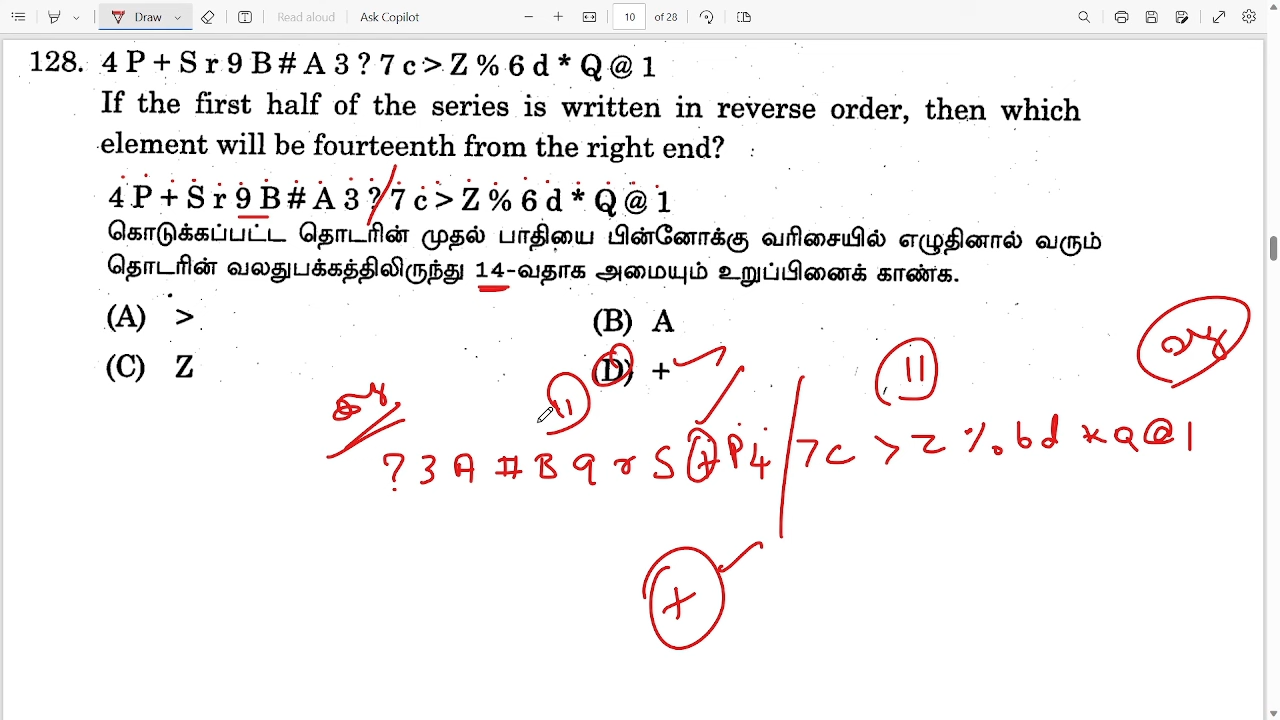 Draw
Read aloud
Ask Copilot
10 of 28
128. 4 P + S r 9 B # A 3 ? 7 c > Z % 6 d * Q @ 1
If the first half of the series is written in reverse order, then which
element will be fourteenth from the right end?
4 P + S r 9 B # A 3 ? 7 c > Z % 6 d * Q @ 1
கொடுக்கப்பட்ட தொடரின் முதல் பாதியை பின்னோக்கு வரிசையில் எழுதினால் வரும்
தொடரின் வலதுபக்கத்திலிருந்து 14-வதாக அமையும் உறுப்பினைக் காண்க.
(A) >
(B) A
(C) Z
(D) +
11
11
? 3 A # B 9 r S + P 4 / 7 c > Z % 6 d * Q @ 1
+